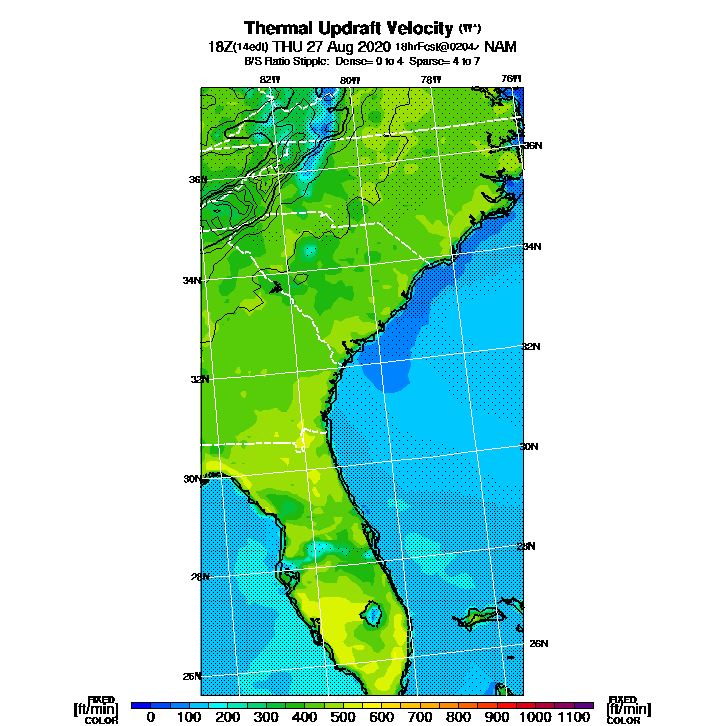 Thermal Updraft Velocity (W*)
18Z(14edt) THU 27 Aug 2020 18hrFcst@0204z NAM
B/S Ratio Stipple: Dense= 0 to 4 Sparse= 4 to 7
82W 80W 78W 76W
36N
36N
34N
34N
32N
32N
30N
30N
28N
28N
26N
26N
FIXED FIXED
[ft/min] 0 100 200 300 400 500 600 700 800 900 1000 1100 [ft/min]
COLOR COLOR